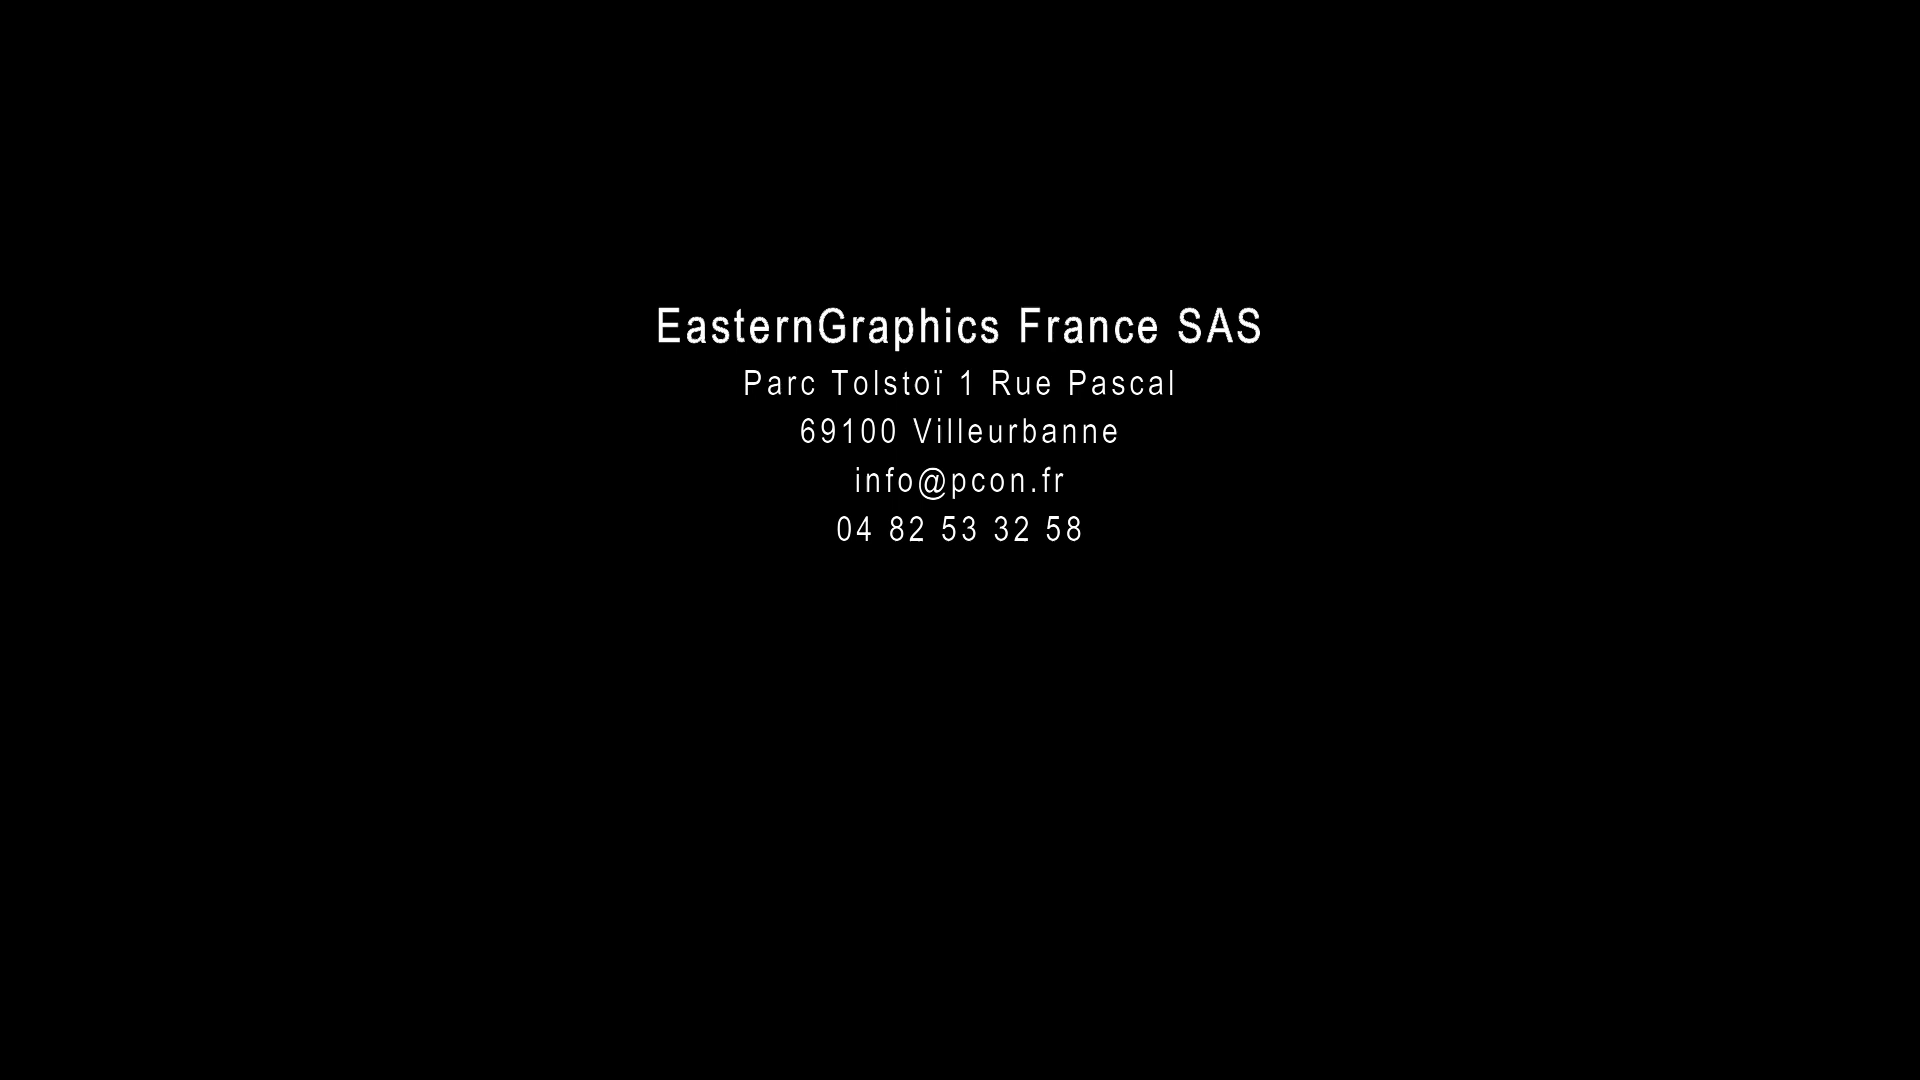 EasternGraphics France SAS
Parc Tolstoï 1 Rue Pascal
69100 Villeurbanne
info@pcon.fr
04 82 53 32 58